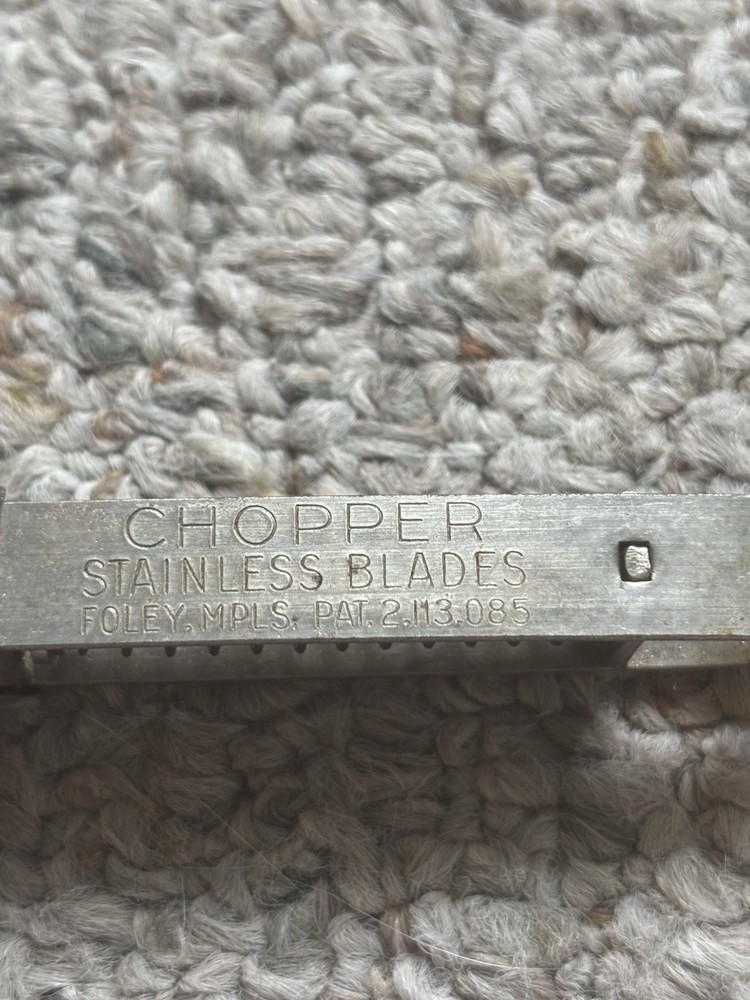 CHOPPER
STAINLESS BLADES
FOLEY. MPLS. PAT. 2.113.085